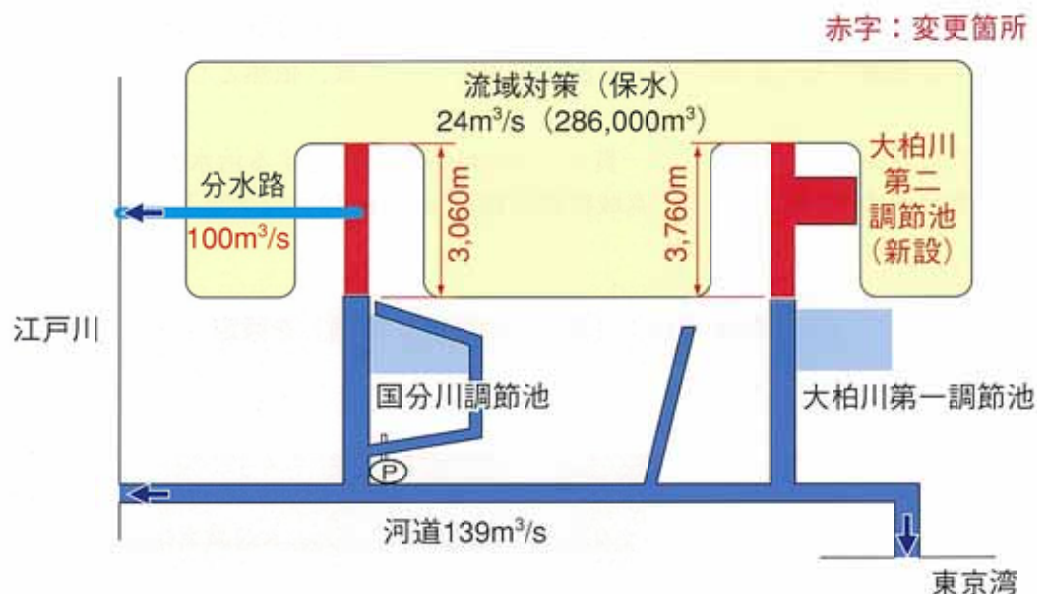 赤字：変更箇所
流域対策（保水）
24m³/s（286,000m³）
分水路
100m³/s
3,060m
3,760m
大柏川
第二
調節池
（新設）
江戸川
国分川調節池
大柏川第一調節池
P
河道139m³/s
東京湾